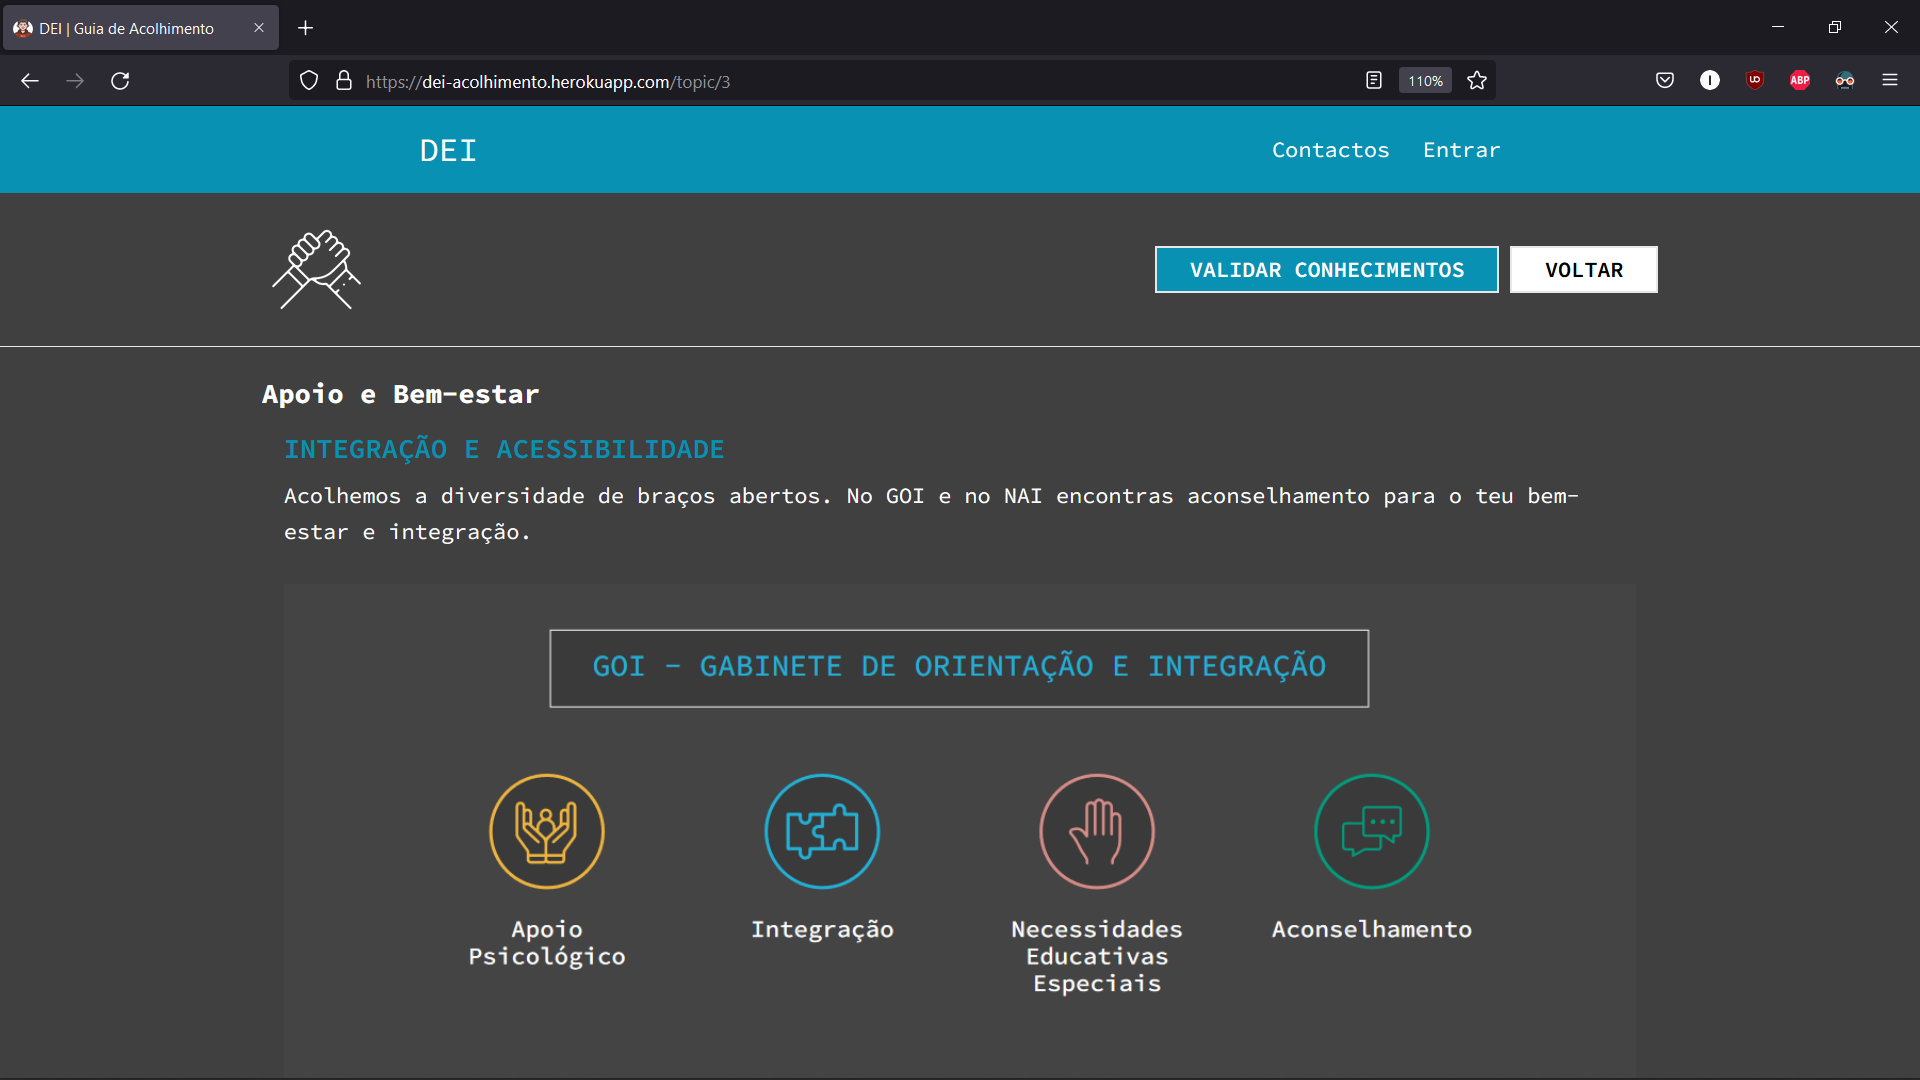 DEI | Guia de Acolhimento
https://dei-acolhimento.herokuapp.com/topic/3
110%
ABP
DEI
Contactos
Entrar
VALIDAR CONHECIMENTOS
VOLTAR
Apoio e Bem-estar
INTEGRAÇÃO E ACESSIBILIDADE
Acolhemos a diversidade de braços abertos. No GOI e no NAI encontras aconselhamento para o teu bem-
estar e integração.
GOI - GABINETE DE ORIENTAÇÃO E INTEGRAÇÃO
Apoio
Psicológico
Integração
Necessidades
Educativas
Especiais
Aconselhamento